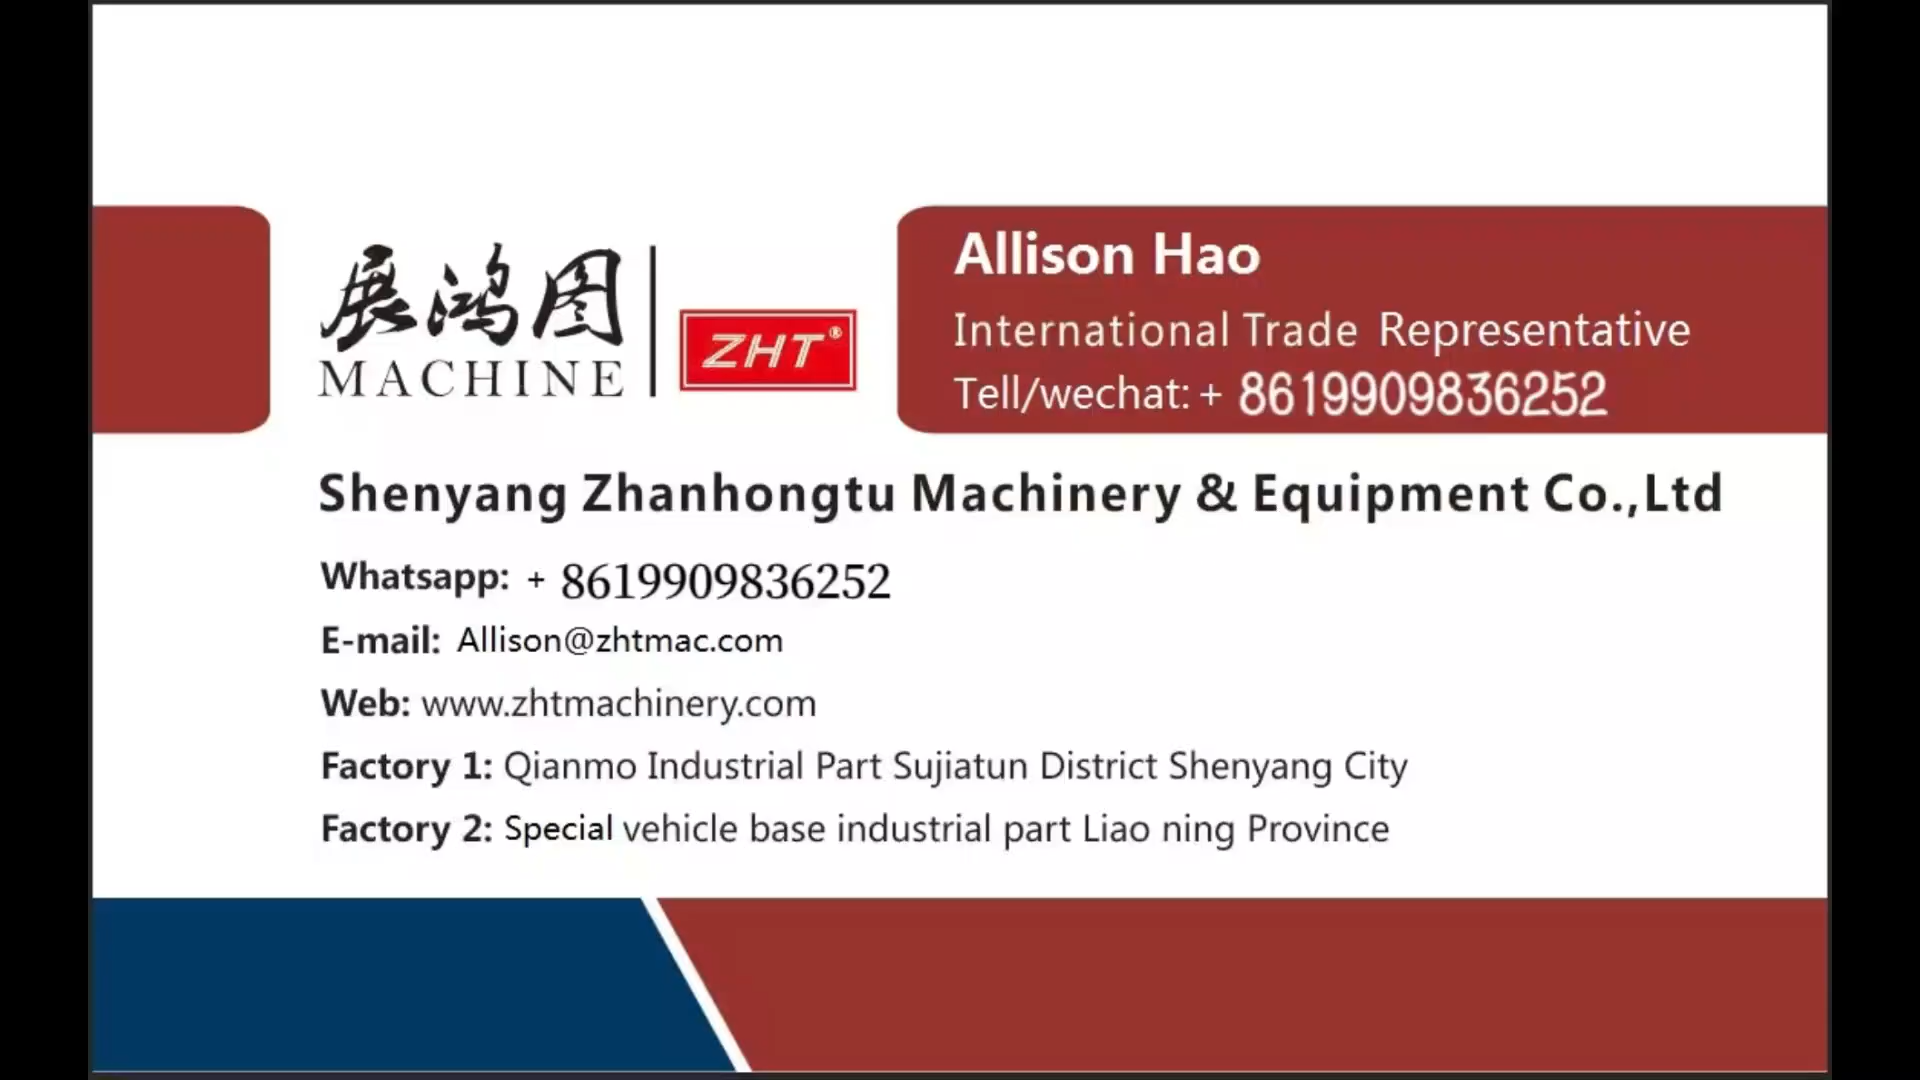 展鸿图
MACHINE
ZHT®
Allison Hao
International Trade Representative
Tell/wechat: + 8619909836252
Shenyang Zhanhongtu Machinery & Equipment Co.,Ltd
Whatsapp: + 8619909836252
E-mail: Allison@zhtmac.com
Web: www.zhtmachinery.com
Factory 1: Qianmo Industrial Part Sujiatun District Shenyang City
Factory 2: Special vehicle base industrial part Liao ning Province